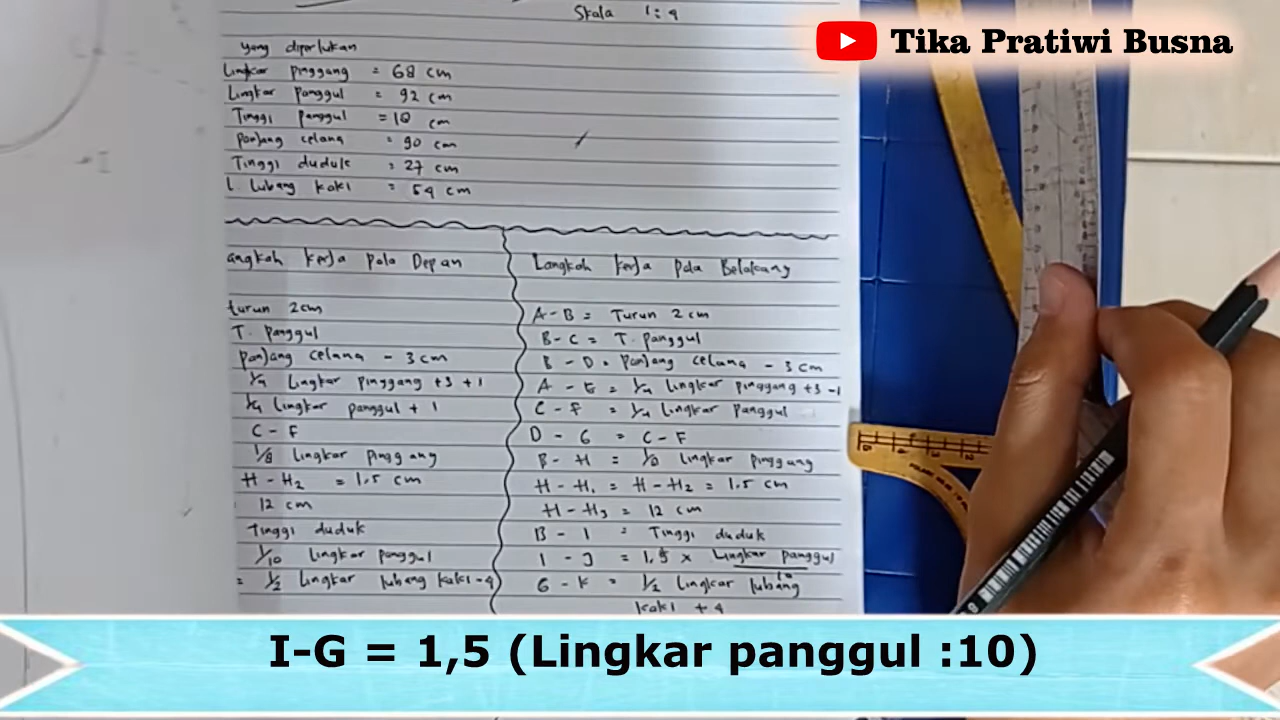 Skala 1:4
Tika Pratiwi Busna
yang diperlukan
Lingkar pinggang = 68 cm
Lingkar panggul = 92 cm
Tinggi panggul = 18 cm
panjang celana = 90 cm
Tinggi duduk = 27 cm
l. lubang kaki = 54 cm
angkah kerja pola Depan
turun 2cm
T. panggul
panjang celana - 3 cm
1/4 Lingkar pinggang +3 +1
1/4 Lingkar panggul + 1
C - F
1/8 Lingkar pinggang
H - H2 = 1,5 cm
12 cm
Tinggi duduk
1/10 Lingkar panggul
= 1/2 Lingkar lubang kaki - 4
Langkah kerja pola Belakang
A - B = Turun 2 cm
B - C = T. panggul
B - D = panjang celana - 3 cm
A - E = 1/4 Lingkar pinggang +3 -1
C - F = 1/4 Lingkar panggul
D - G = C - F
B - H = 1/8 Lingkar pinggang
H - H1 = H - H2 = 1,5 cm
H - H3 = 12 cm
B - I = Tinggi duduk
I - J = 1,5 x Lingkar panggul
10
G - K = 1/2 Lingkar lubang
kaki + 4
I-G = 1,5 (Lingkar panggul :10)